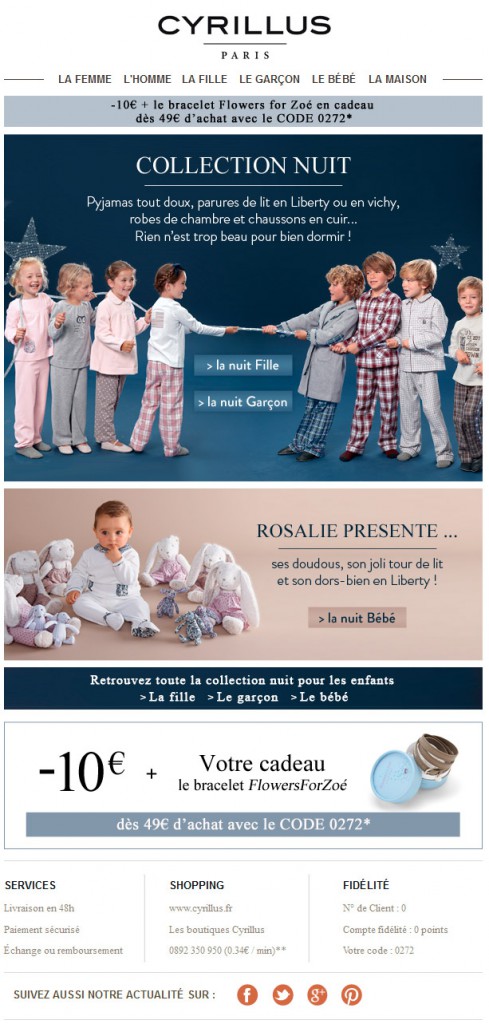 CYRILLUS
PARIS
LA FEMME L'HOMME LA FILLE LE GARÇON LE BÉBÉ LA MAISON
-10€ + le bracelet Flowers for Zoé en cadeau
dès 49€ d'achat avec le CODE 0272*
COLLECTION NUIT
Pyjamas tout doux, parures de lit en Liberty ou en vichy,
robes de chambre et chaussons en cuir...
Rien n'est trop beau pour bien dormir !
> la nuit Fille
> la nuit Garçon
ROSALIE PRESENTE ...
ses doudous, son joli tour de lit
et son dors-bien en Liberty !
> la nuit Bébé
Retrouvez toute la collection nuit pour les enfants
> La fille > Le garçon > Le bébé
-10€ + Votre cadeau
le bracelet FlowersForZoé
dès 49€ d'achat avec le CODE 0272*
SERVICES
Livraison en 48h
Paiement sécurisé
Échange ou remboursement
SHOPPING
www.cyrillus.fr
Les boutiques Cyrillus
0892 350 950 (0.34€ / min)**
FIDÉLITÉ
N° de Client : 0
Compte fidélité : 0 points
Votre code : 0272
SUIVEZ AUSSI NOTRE ACTUALITÉ SUR :